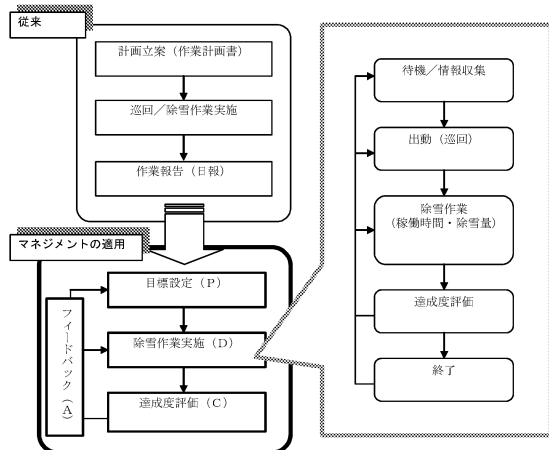 従来
計画立案（作業計画書）
巡回／除雪作業実施
作業報告（日報）
マネジメントの適用
目標設定（P）
除雪作業実施（D）
達成度評価（C）
フィードバック（A）
待機／情報収集
出動（巡回）
除雪作業
(稼働時間・除雪量)
達成度評価
終了